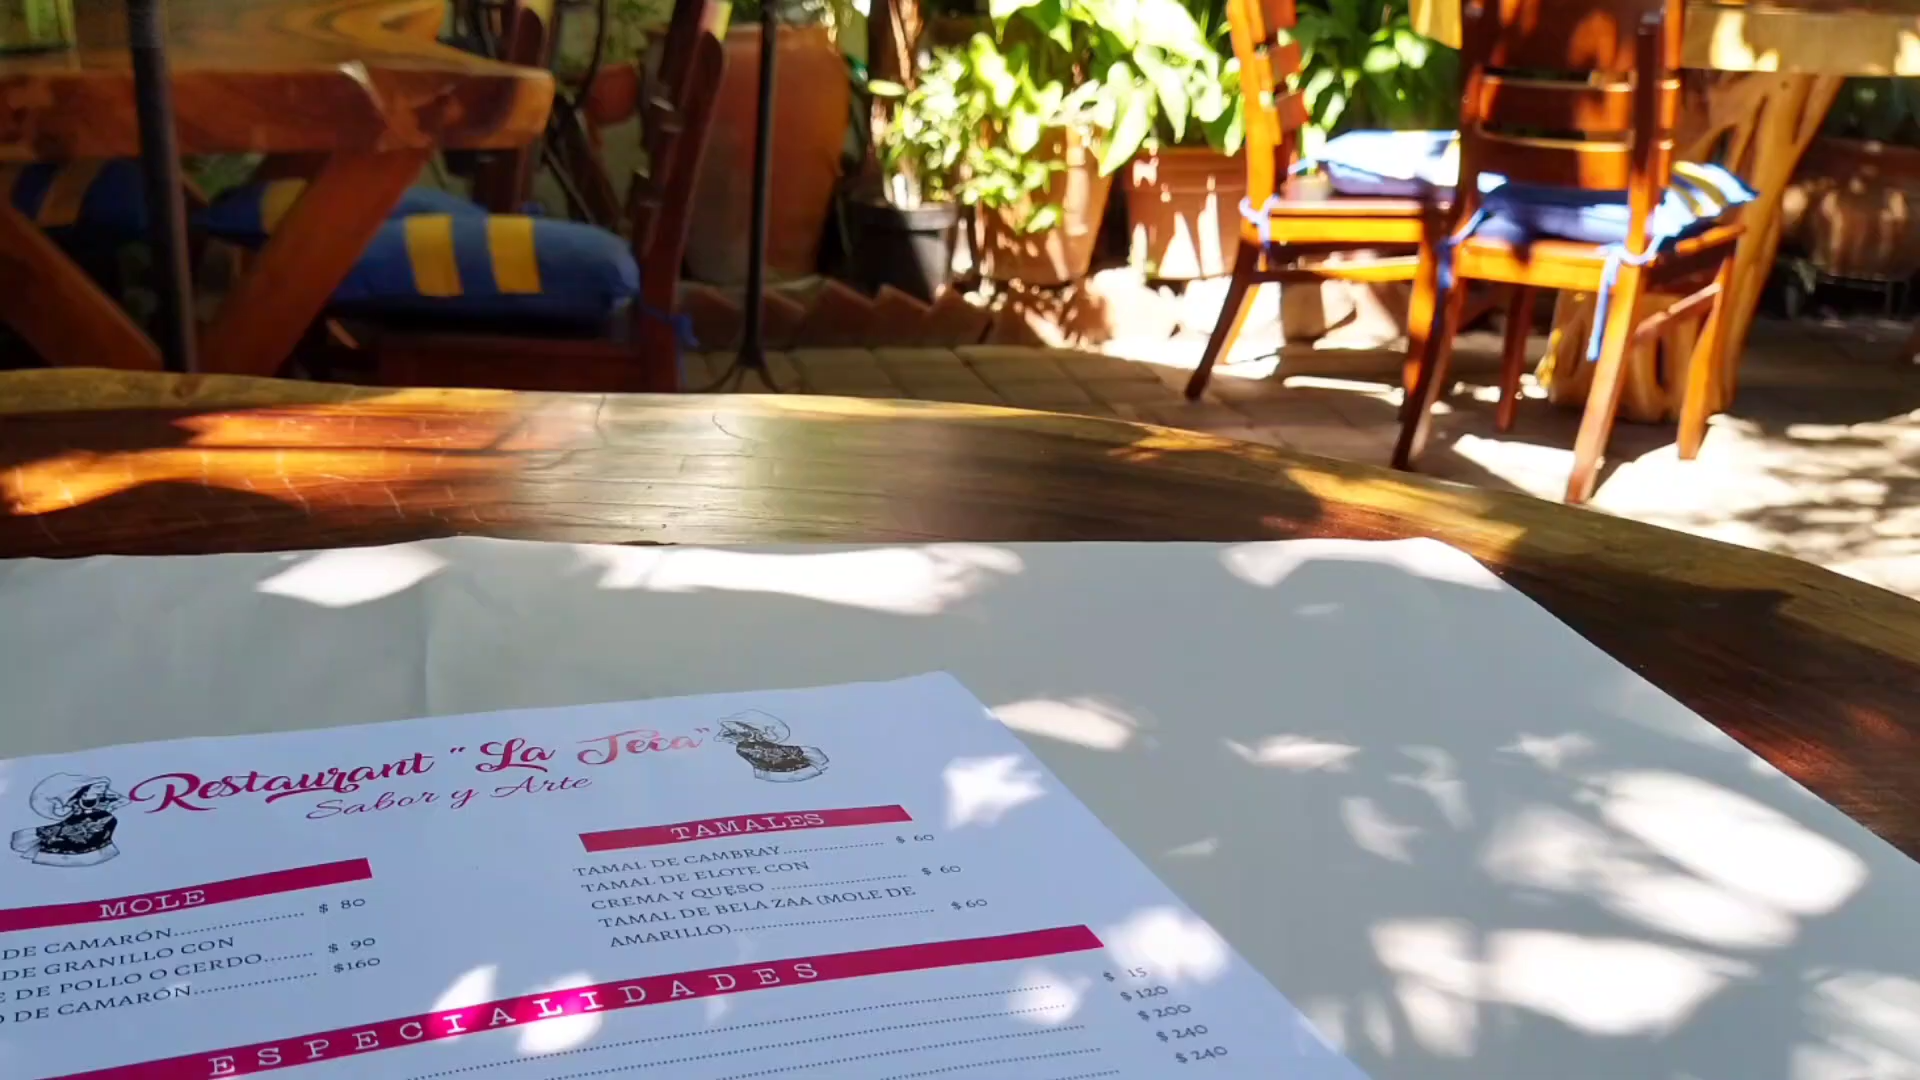 Restaurant "La Teca"
Sabor y Arte
MOLE
DE CAMARÓN.................... $ 80
DE GRANILLO CON
DE POLLO O CERDO........ $ 90
DE CAMARÓN................... $160
TAMALES
TAMAL DE CAMBRAY..................... $ 60
TAMAL DE ELOTE CON
CREMA Y QUESO ............................ $ 60
TAMAL DE BELA ZAA (MOLE DE
AMARILLO)......................................... $60
ESPECIALIDADES
$ 15
$ 120
$ 200
$ 240
$ 240